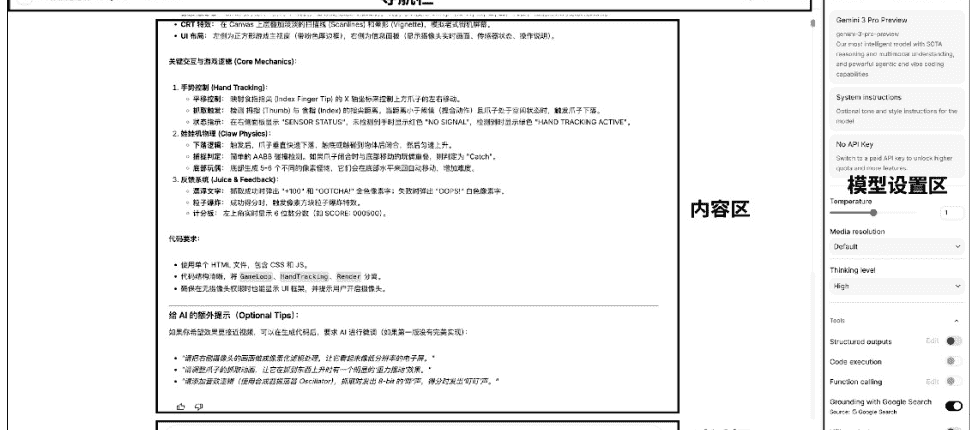 导航栏
• CRT 特效： 在 Canvas 上层叠加淡淡的扫描线 (Scanlines) 和晕影 (Vignette)，模拟老式街机屏幕。
• UI 布局： 左侧为正方形游戏主视窗（带粉色厚边框），右侧为信息面板（显示摄像头实时画面、传感器状态、操作说明）。
关键交互与游戏逻辑 (Core Mechanics)：
1. 手势控制 (Hand Tracking)：
平移控制： 映射食指指尖 (Index Finger Tip) 的 X 轴坐标来控制上方爪子的左右移动。
抓取触发： 检测 拇指 (Thumb) 与 食指 (Index) 的指尖距离。当距离小于阈值（捏合动作）且爪子处于空闲状态时，触发爪子下落。
状态指示： 在右侧面板显示 "SENSOR STATUS"，未检测到手时显示红色 "NO SIGNAL"，检测到时显示绿色 "HAND TRACKING ACTIVE"。
2. 娃娃机物理 (Claw Physics)：
下落逻辑： 触发后，爪子垂直快速下落，触底或触碰到物体后闭合，然后匀速上升。
捕捉判定： 简单的 AABB 碰撞检测。如果爪子闭合时与底部移动的玩偶重叠，则判定为 "Catch"。
底部玩偶： 底部生成 5-6 个不同的像素怪物，它们会在底部水平来回自动移动，增加难度。
3. 反馈系统 (Juice & Feedback)：
漂浮文字： 抓取成功时弹出 "+100" 和 "GOTCHA!" 金色像素字；失败时弹出 "OOPS!" 白色像素字。
粒子爆炸： 成功得分时，触发像素方块粒子爆炸特效。
计分板： 左上角实时显示 6 位数分数（如 SCORE: 000500）。
代码要求：
• 使用单个 HTML 文件，包含 CSS 和 JS。
• 代码结构清晰，将 GameLoop、HandTracking、Render 分离。
• 确保在无摄像头权限时也能显示 UI 框架，并提示用户开启摄像头。
给 AI 的额外提示 (Optional Tips)：
如果你希望效果更接近视频，可以在生成代码后，要求 AI 进行微调（如果第一版没有完美实现）：
• "请把右侧摄像头的画面做成像素化滤镜处理，让它看起来像低分辨率的电子屏。"
• "请调整爪子的抓取动画，让它在抓到东西上升时有一个明显的'重力摆动'效果。"
• "请添加音效逻辑（使用合成器振荡器 Oscillator），抓取时发出 8-bit 的'哔'声，得分时发出'叮叮'声。"
内容区
Gemini 3 Pro Preview
gemini-3-pro-preview
Our most intelligent model with SOTA
reasoning and multimodal understanding,
and powerful agentic and vibe coding
capabilities
System instructions
Optional tone and style instructions for the
model
No API Key
Switch to a paid API key to unlock higher
quota and more features.
模型设置区
Temperature
1
Media resolution
Default
Thinking level
High
Tools
Structured outputs Edit
Code execution
Function calling Edit
Grounding with Google Search
Source: Google Search